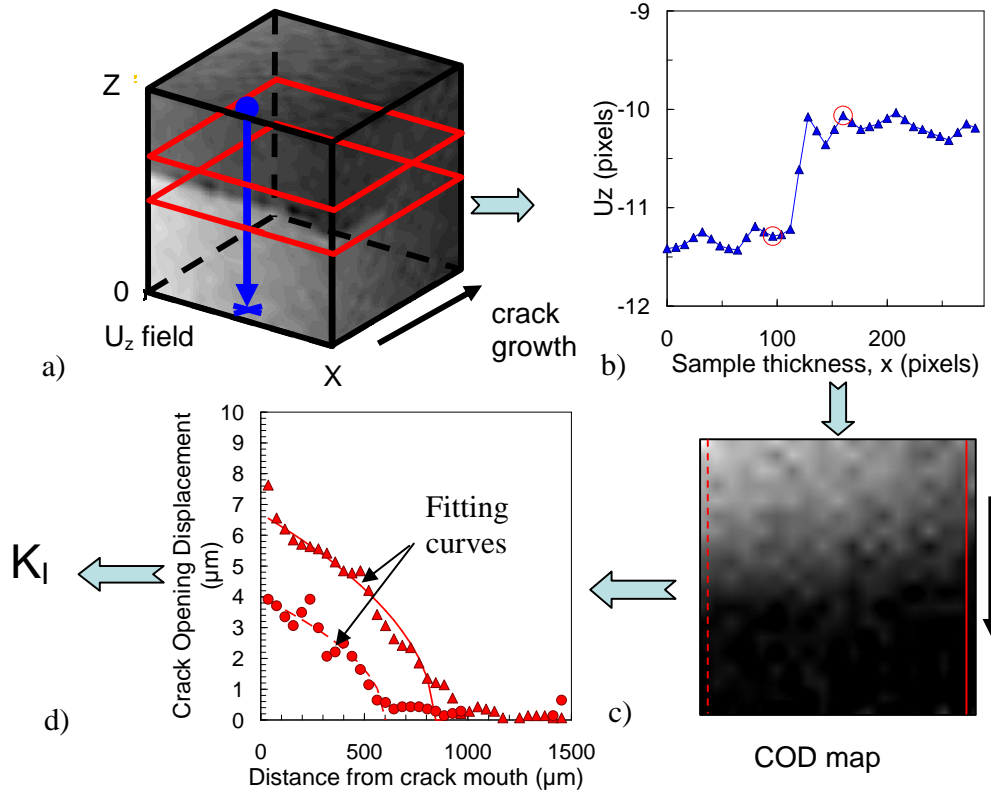 a)
Z
0
U_z field
X
crack
growth
b)
-9
-10
-11
-12
Uz (pixels)
0
100
200
Sample thickness, x (pixels)
c)
COD map
d)
K_I
Crack Opening Displacement
(µm)
10
9
8
7
6
5
4
3
2
1
0
Fitting
curves
0
500
1000
1500
Distance from crack mouth (µm)